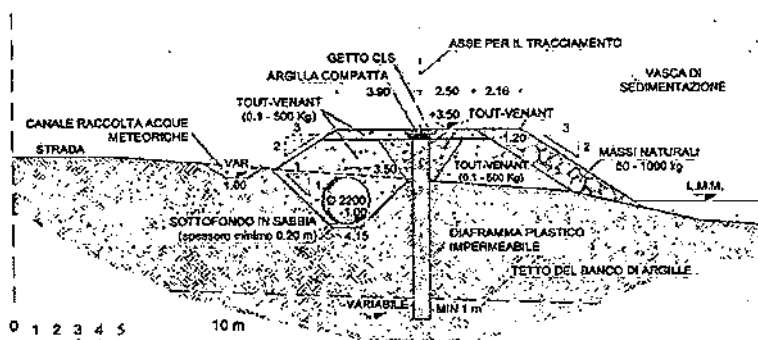 ASSE PER IL TRACCIAMENTO
GETTO CLS
ARGILLA COMPATTA
3.90 2.50 2.16
VASCA DI
SEDIMENTAZIONE
TOUT-VENANT
(0.1 - 500 Kg)
+3.50 TOUT-VENANT
CANALE RACCOLTA ACQUE
METEORICHE
STRADA
VAR
1.00
3
2
1.20
3
2
MASSI NATURALI
50 - 1000 kg
3.50
TOUT-VENANT
(0.1 - 500 Kg)
L.M.M.
1
1
O 2200
-1.00
SOTTOFONDO IN SABBIA
(spessore minimo 0.20 m)
4.15
DIAFRAMMA PLASTICO
IMPERMEABILE
TETTO DEL BANCO DI ARGILLE
VARIABILE
MIN 1 m
0 1 2 3 4 5 10 m